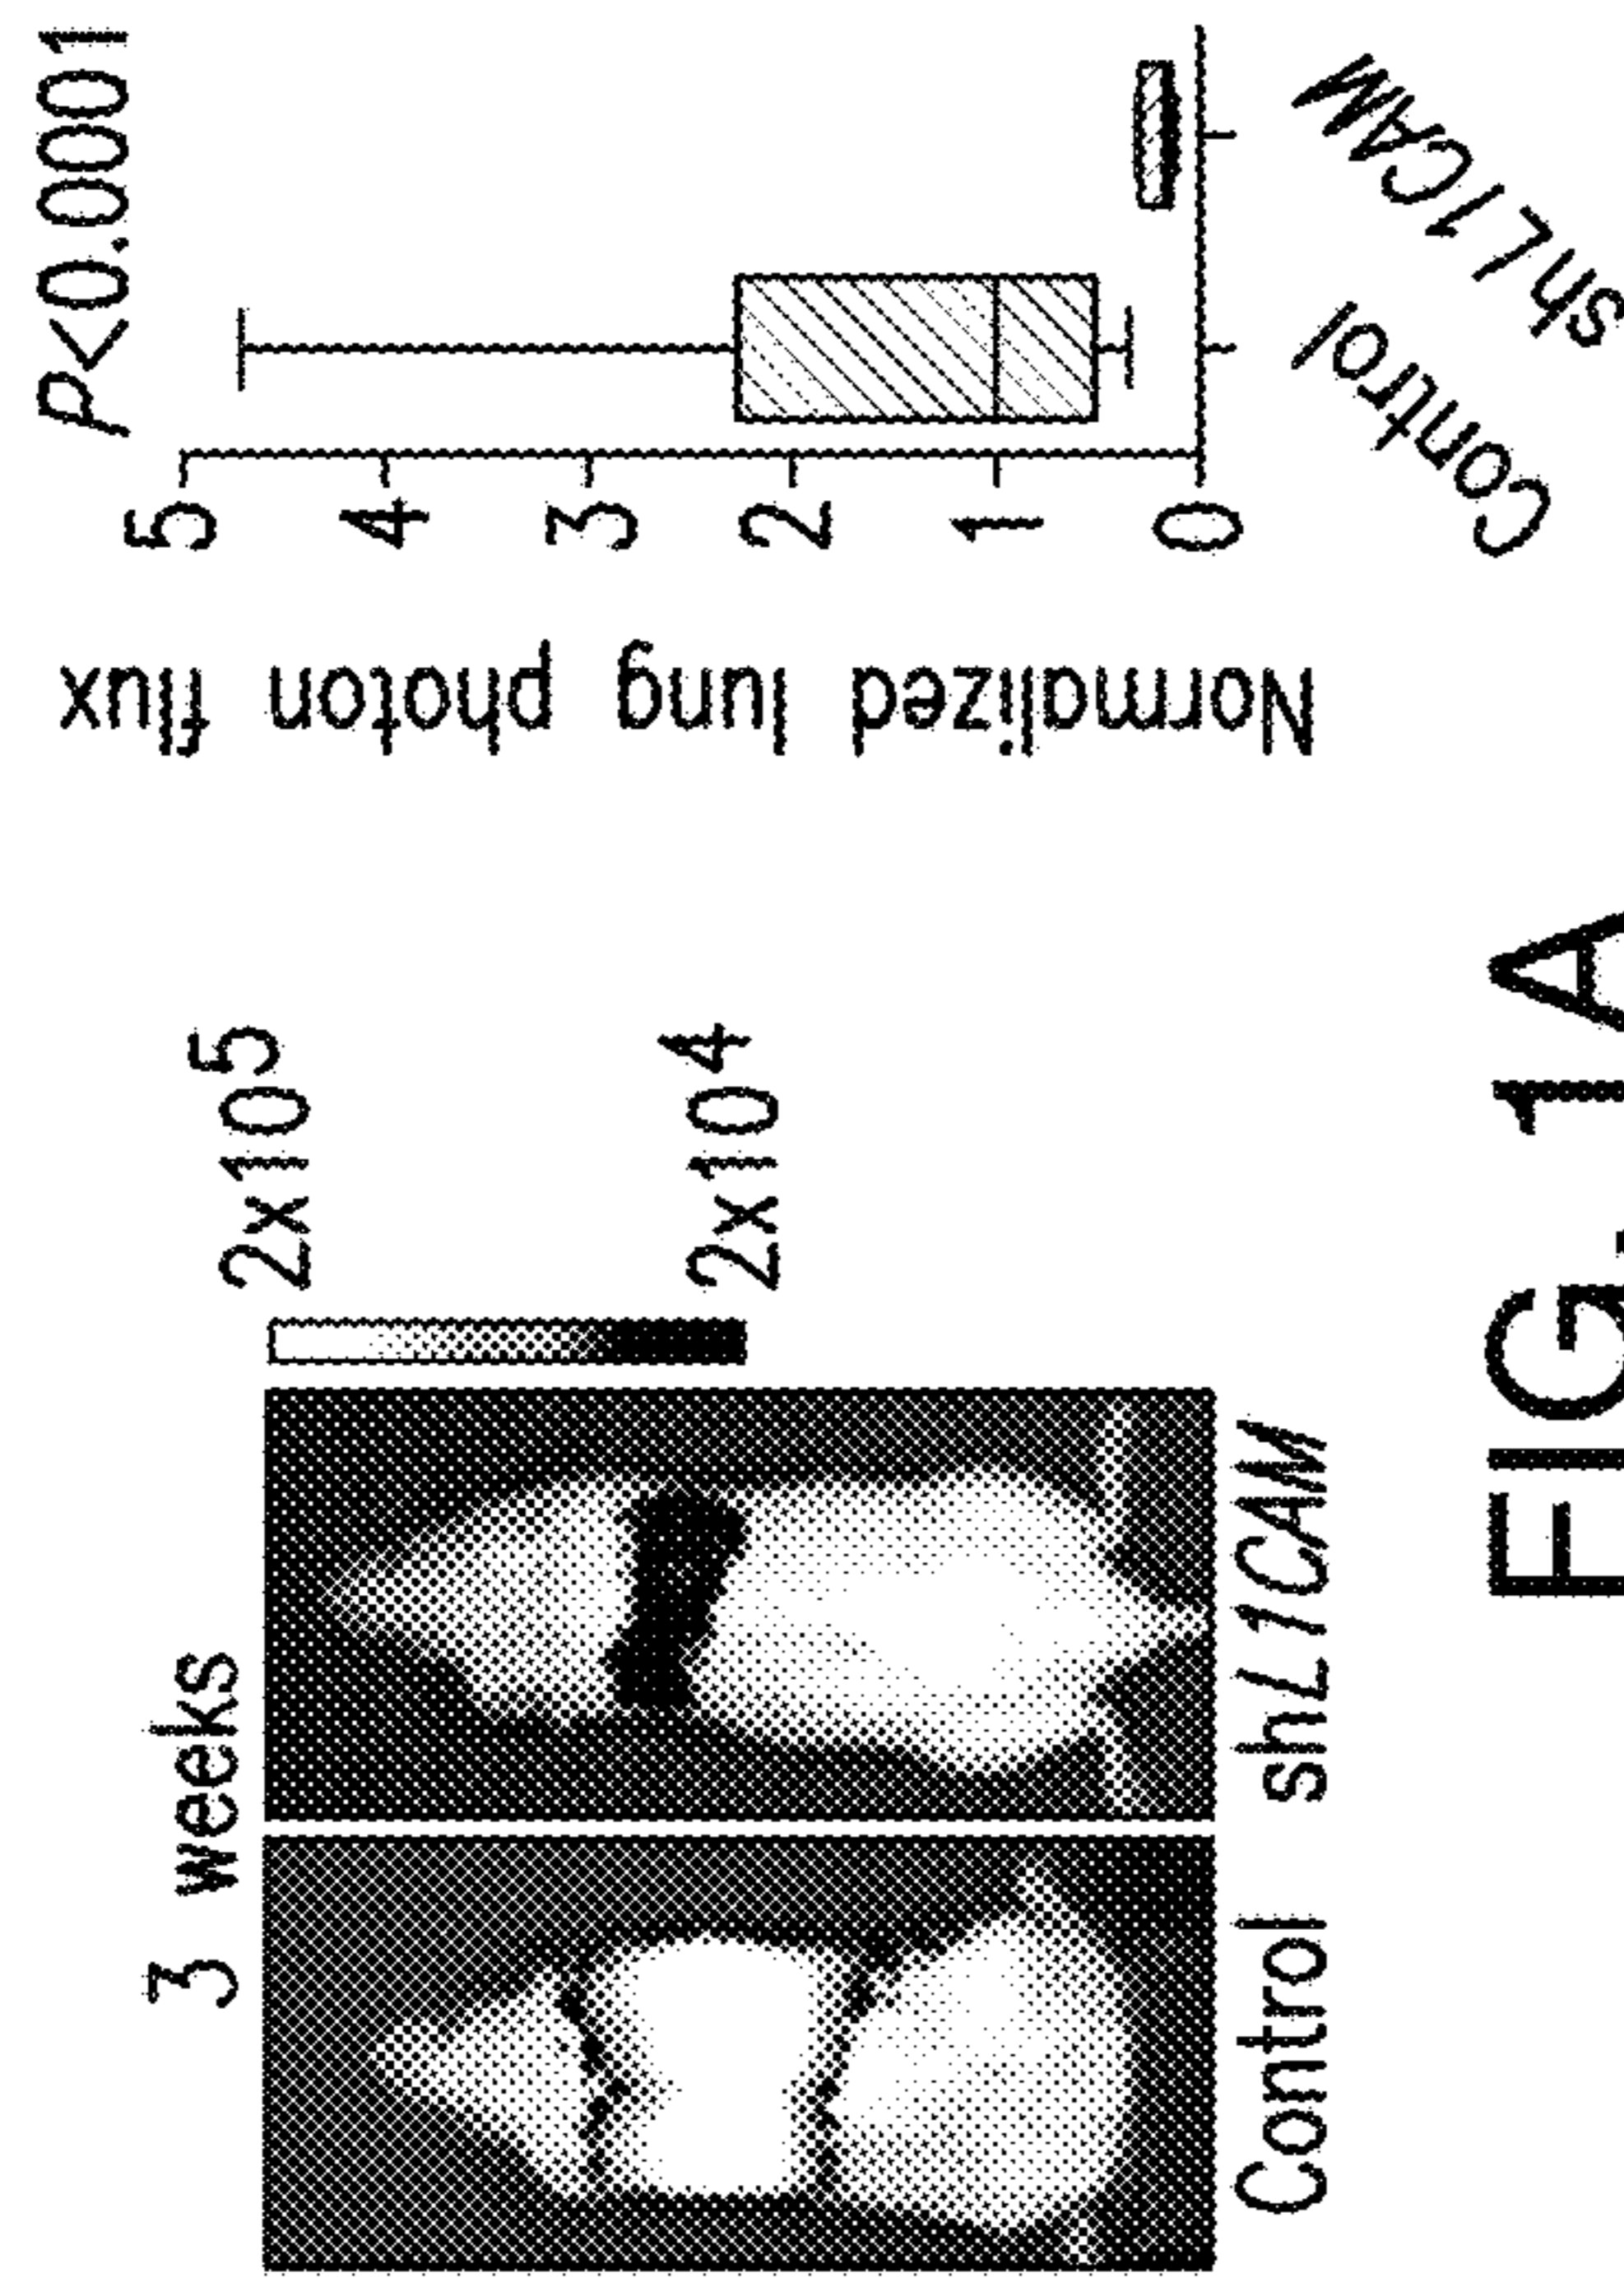 3 weeks
2x10⁵
2x10⁴
Control
shL1CAM
Normalized lung photon flux
P<0.0001
5
4
3
2
1
0
Control
shL1CAM
FIG. 1A